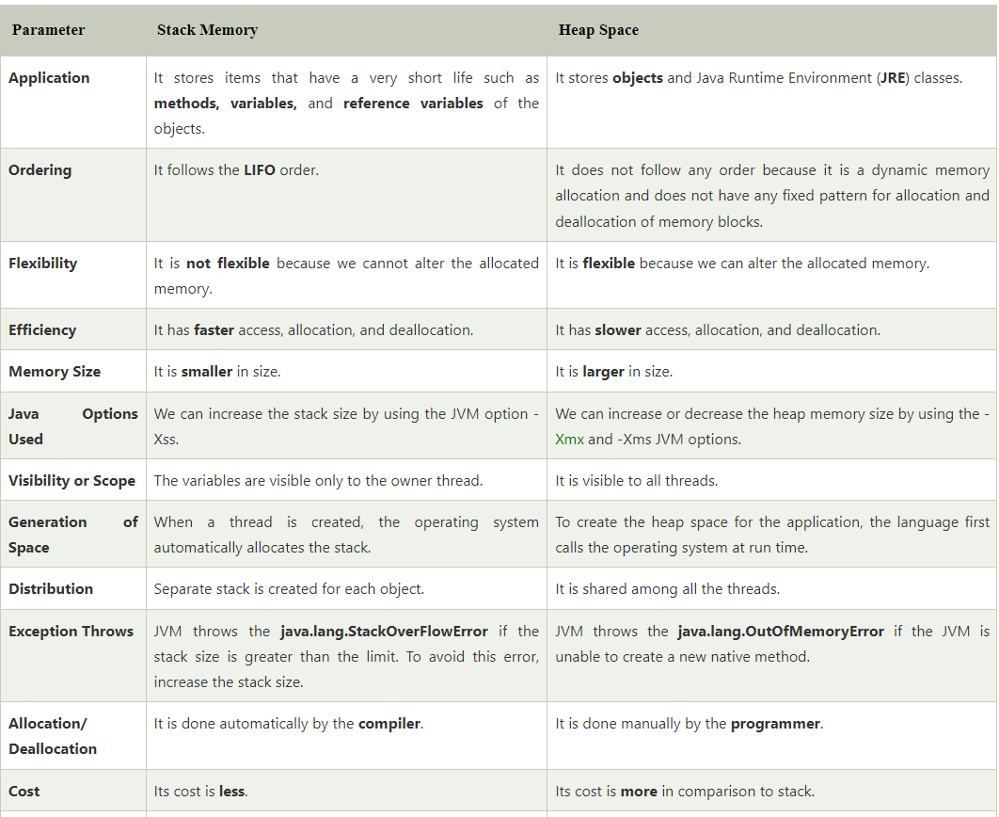 Parameter Stack Memory Heap Space
Application
It stores items that have a very short life such as
methods, variables, and reference variables of the
objects.
It stores objects and Java Runtime Environment (JRE) classes.
Ordering
It follows the LIFO order.
It does not follow any order because it is a dynamic memory
allocation and does not have any fixed pattern for allocation and
deallocation of memory blocks.
Flexibility
It is not flexible because we cannot alter the allocated
memory.
It is flexible because we can alter the allocated memory.
Efficiency
It has faster access, allocation, and deallocation.
It has slower access, allocation, and deallocation.
Memory Size
It is smaller in size.
It is larger in size.
Java Options
Used
We can increase the stack size by using the JVM option -
Xss.
We can increase or decrease the heap memory size by using the -
Xmx and -Xms JVM options.
Visibility or Scope
The variables are visible only to the owner thread.
It is visible to all threads.
Generation of
Space
When a thread is created, the operating system
automatically allocates the stack.
To create the heap space for the application, the language first
calls the operating system at run time.
Distribution
Separate stack is created for each object.
It is shared among all the threads.
Exception Throws
JVM throws the java.lang.StackOverFlowError if the
stack size is greater than the limit. To avoid this error,
increase the stack size.
JVM throws the java.lang.OutOfMemoryError if the JVM is
unable to create a new native method.
Allocation/
Deallocation
It is done automatically by the compiler.
It is done manually by the programmer.
Cost
Its cost is less.
Its cost is more in comparison to stack.